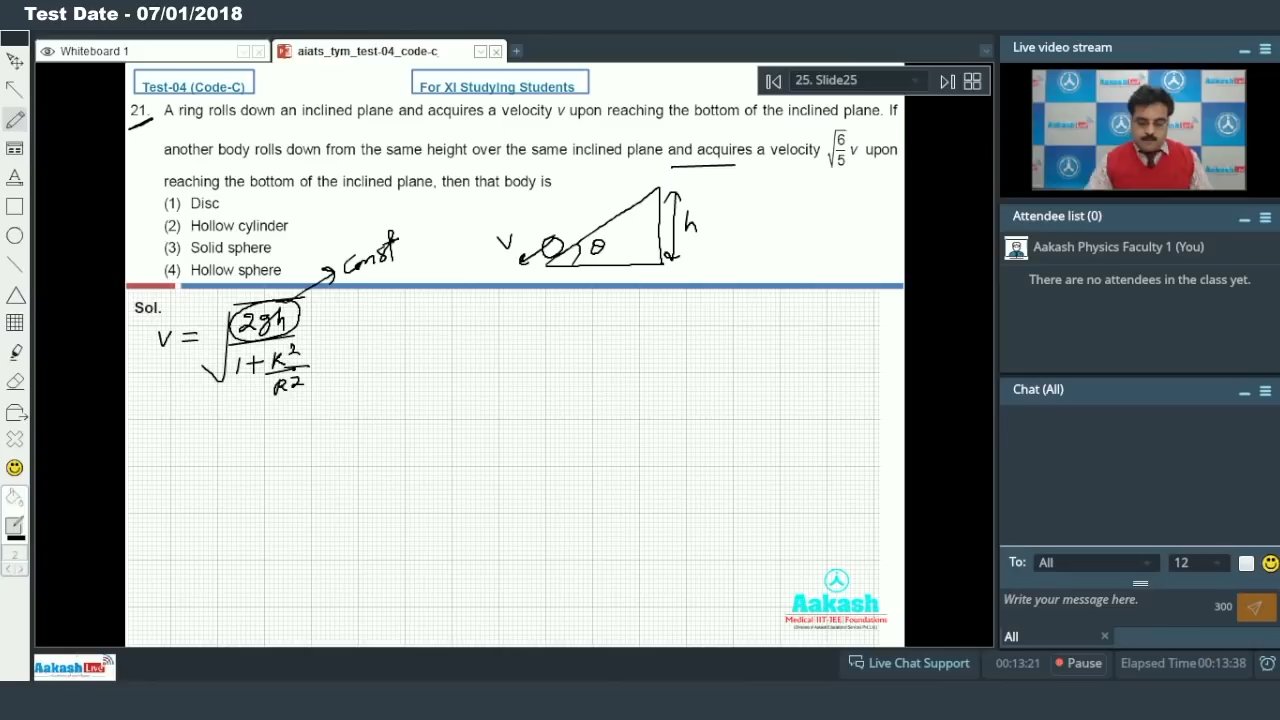 Test Date - 07/01/2018
Whiteboard 1
aiats_tym_test-04_code-c
Test-04 (Code-C)
For XI Studying Students
25. Slide25
21. A ring rolls down an inclined plane and acquires a velocity v upon reaching the bottom of the inclined plane. If
another body rolls down from the same height over the same inclined plane and acquires a velocity √(6/5) v upon
reaching the bottom of the inclined plane, then that body is
(1) Disc
(2) Hollow cylinder
(3) Solid sphere
(4) Hollow sphere
V
θ
h
const
Sol.
V = √(2gh / (1 + K²/R²))
Aakash
Medical|IIT-JEE|Foundations
Live video stream
Attendee list (0)
Aakash Physics Faculty 1 (You)
There are no attendees in the class yet.
Chat (All)
To: All 12
Write your message here.
300
All
2
Aakash Live
Live Chat Support
00:13:21
Pause
Elapsed Time 00:13:38